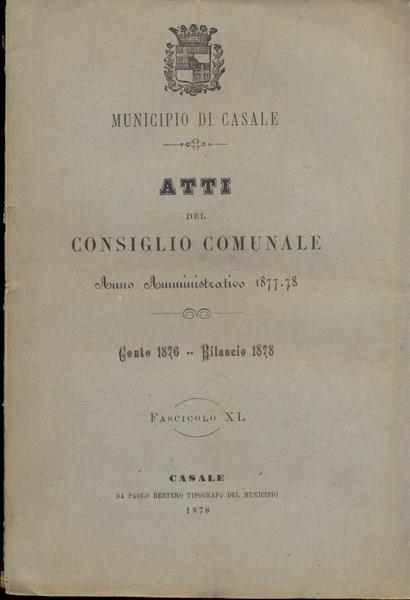 MUNICIPIO DI CASALE
ATTI
DEL
CONSIGLIO COMUNALE
Anno Amministrativo 1877-78
Conto 1876 -- Bilancio 1878
FASCICOLO XL
CASALE
DA PAOLO BERTERO TIPOGRAFO DEL MUNICIPIO
1878